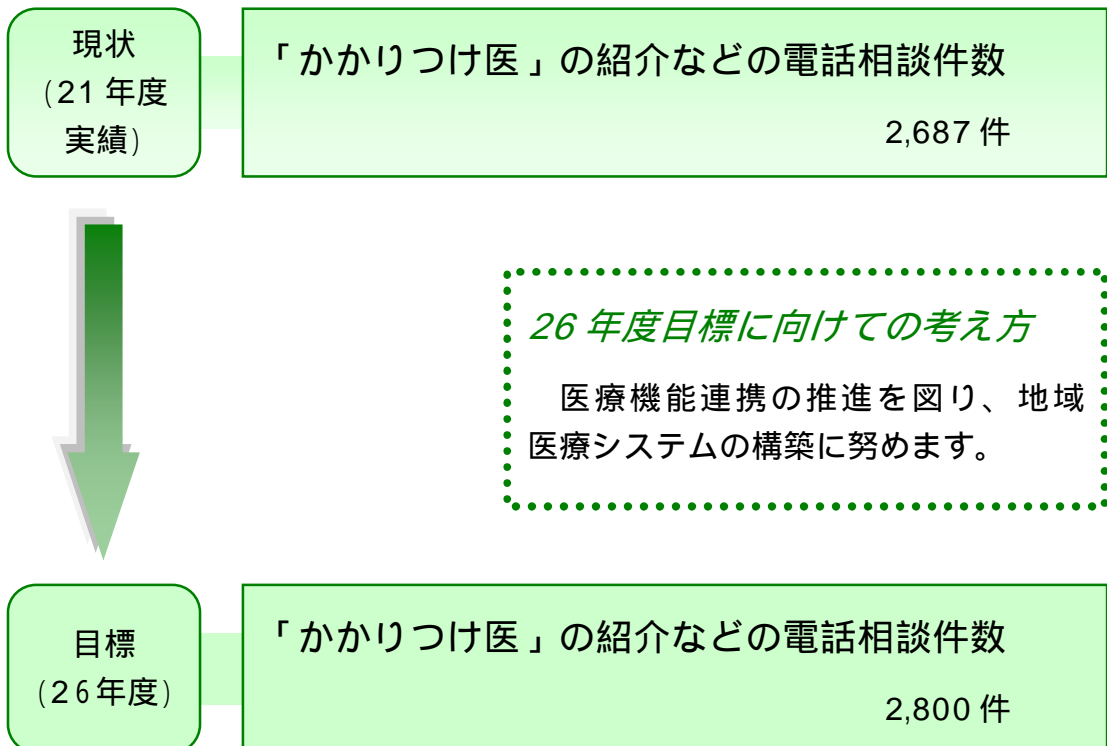 現状
(21年度
実績)
「かかりつけ医」の紹介などの電話相談件数
2,687 件
26 年度目標に向けての考え方
医療機能連携の推進を図り、地域
医療システムの構築に努めます。
目標
(26年度)
「かかりつけ医」の紹介などの電話相談件数
2,800 件